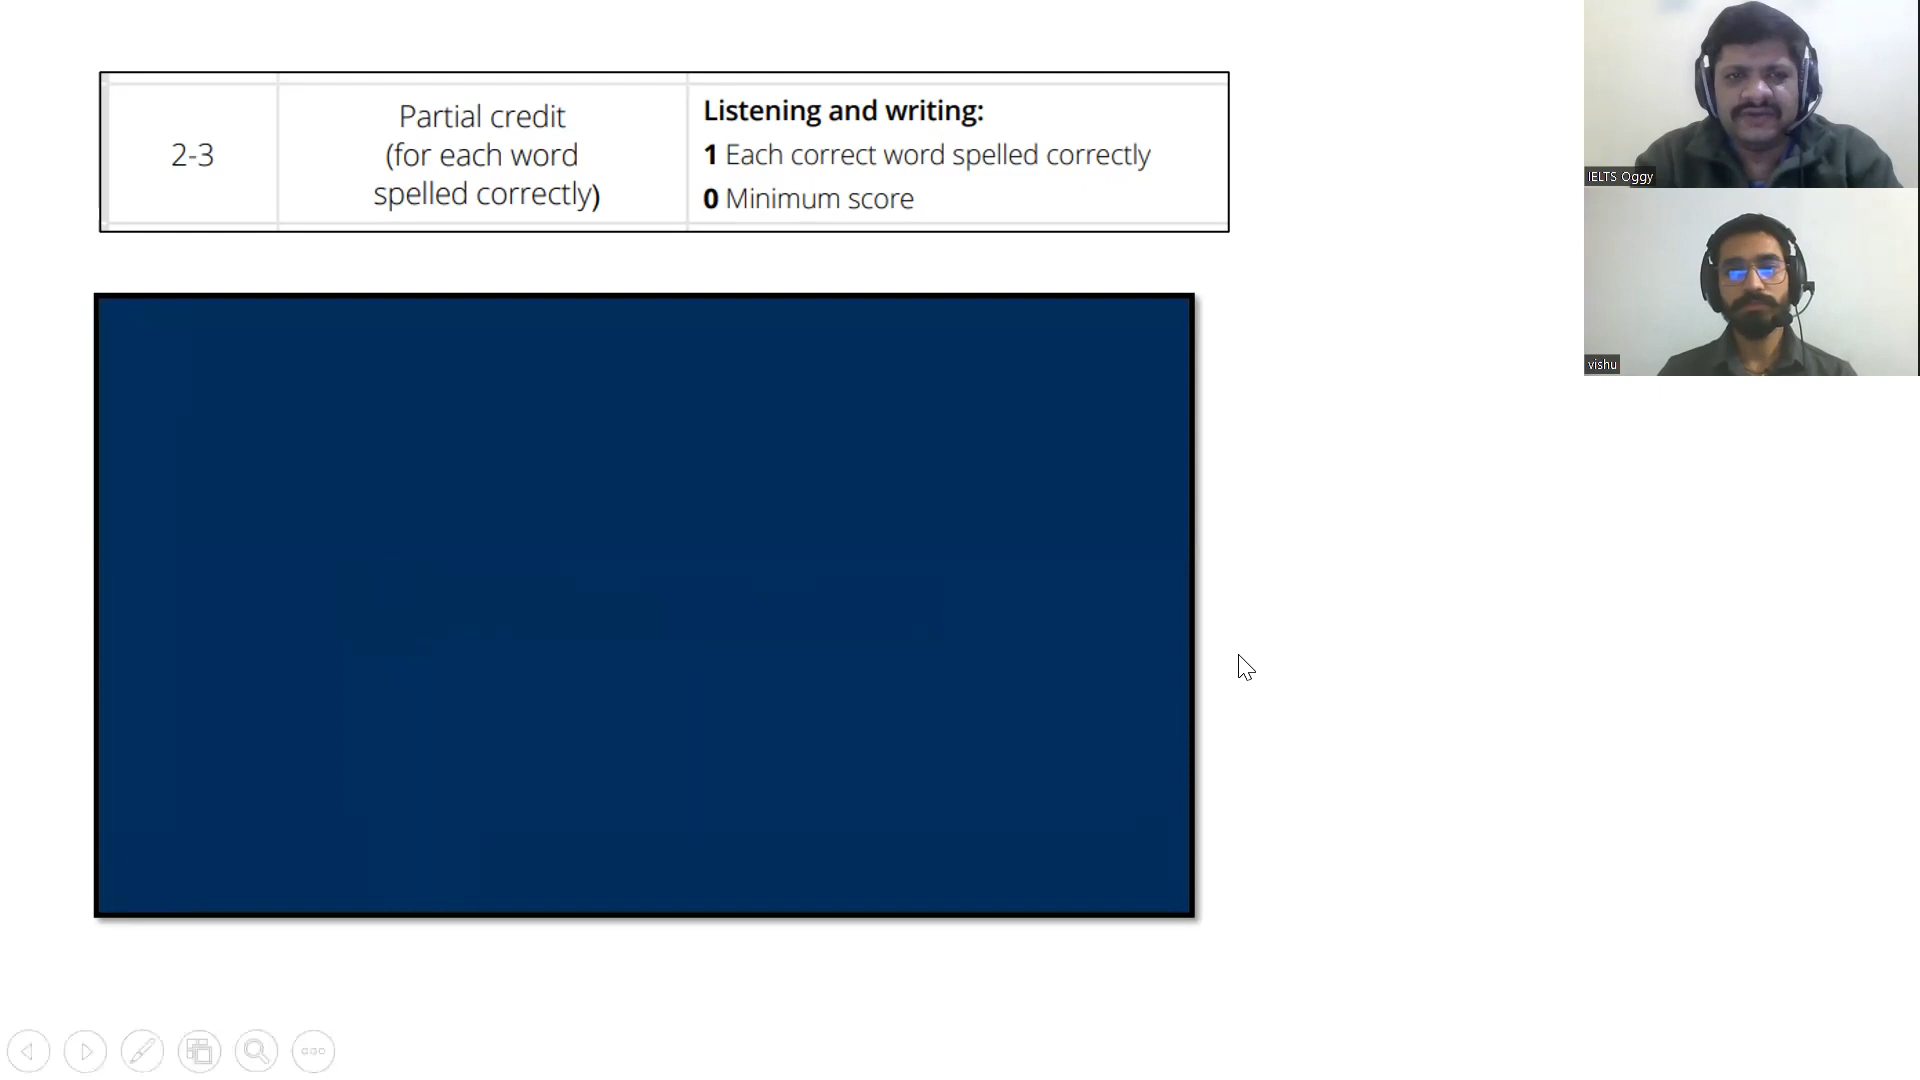 2-3
Partial credit
(for each word
spelled correctly)
Listening and writing:
1 Each correct word spelled correctly
0 Minimum score
IELTS Oggy
vishu